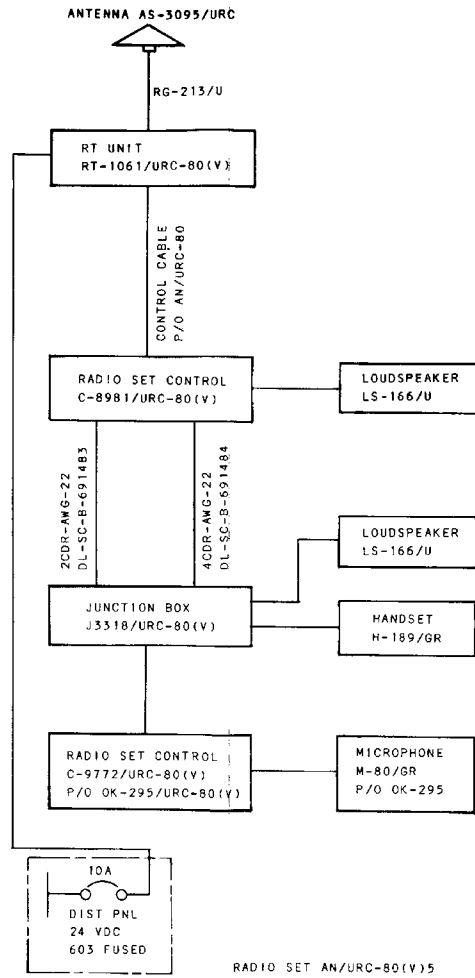 ANTENNA AS-3095/URC
RG-213/U
RT UNIT
RT-1061/URC-80(V)
CONTROL CABLE
P/O AN/URC-80
RADIO SET CONTROL
C-8981/URC-80(V)
LOUDSPEAKER
LS-166/U
2CDR-AWG-22
DL-SC-B-691483
4CDR-AWG-22
DL-SC-B-691484
LOUDSPEAKER
LS-166/U
JUNCTION BOX
J3318/URC-80(V)
HANDSET
H-189/GR
RADIO SET CONTROL
C-9772/URC-80(V)
P/O OK-295/URC-80(V)
MICROPHONE
M-80/GR
P/O OK-295
10A
DIST PNL
24 VDC
603 FUSED
RADIO SET AN/URC-80(V)5